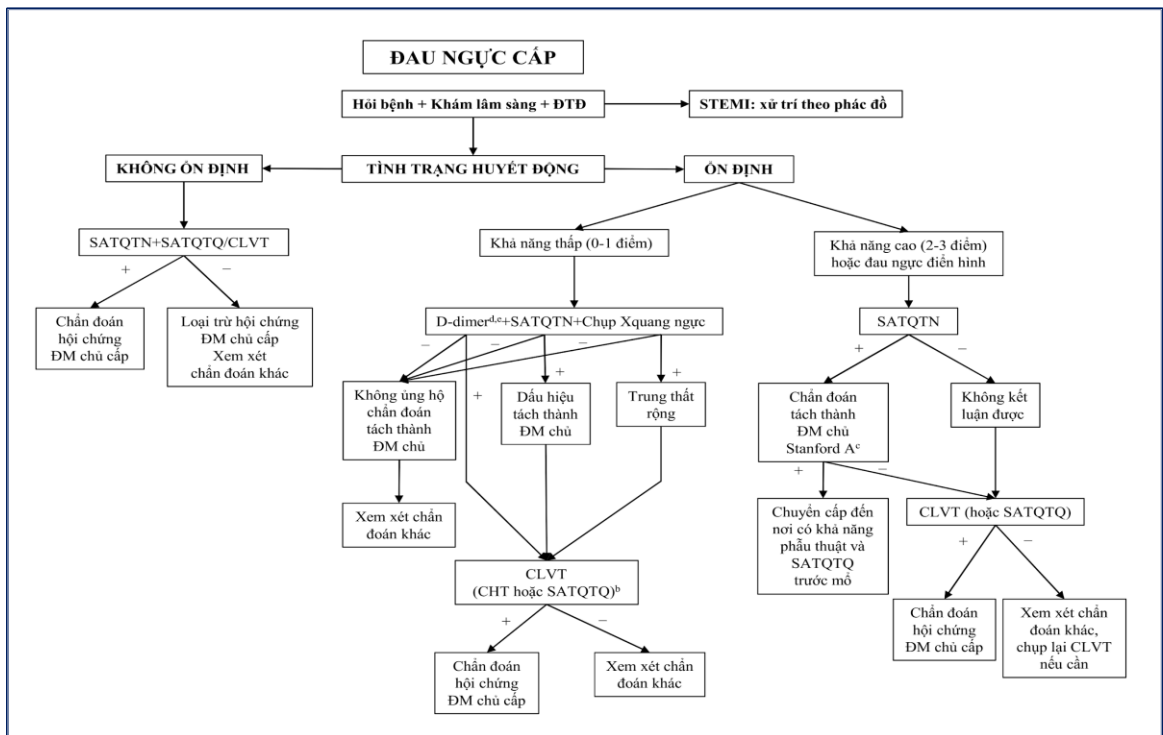 ĐAU NGỰC CẤP
Hỏi bệnh + Khám lâm sàng + ĐTĐ
STEMI: xử trí theo phác đồ
KHÔNG ỔN ĐỊNH
TÌNH TRẠNG HUYẾT ĐỘNG
ỔN ĐỊNH
SATQTN+SATQTQ/CLVT
+
−
Chẩn đoán
hội chứng
ĐM chủ cấp
Loại trừ hội chứng
ĐM chủ cấp
Xem xét
chẩn đoán khác
Khả năng thấp (0-1 điểm)
D-dimerᵈ,ᵉ+SATQTN+Chụp Xquang ngực
−
−
−
+
+
+
Không ủng hộ
chẩn đoán
tách thành
ĐM chủ
Dấu hiệu
tách thành
ĐM chủ
Trung thất
rộng
Xem xét chẩn
đoán khác
CLVT
(CHT hoặc SATQTQ)ᵇ
+
−
Chẩn đoán
hội chứng
ĐM chủ cấp
Xem xét chẩn
đoán khác
Khả năng cao (2-3 điểm)
hoặc đau ngực điển hình
SATQTN
+
−
Chẩn đoán
tách thành
ĐM chủ
Stanford Aᶜ
Không kết
luận được
+
−
Chuyển cấp đến
nơi có khả năng
phẫu thuật và
SATQTQ
trước mổ
CLVT (hoặc SATQTQ)
+
−
Chẩn đoán
hội chứng
ĐM chủ cấp
Xem xét chẩn
đoán khác,
chụp lại CLVT
nếu cần